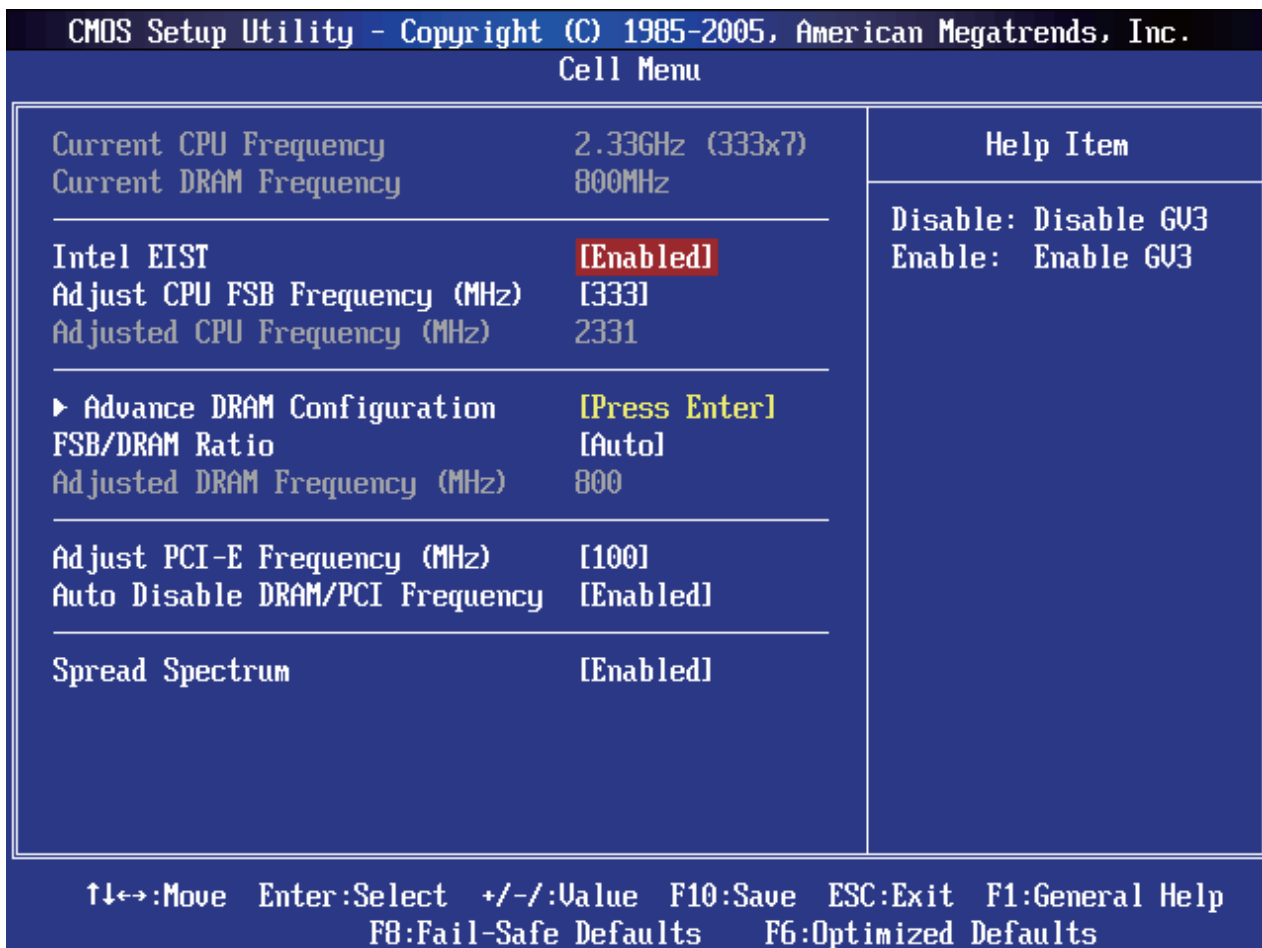 CMOS Setup Utility - Copyright (C) 1985-2005, American Megatrends, Inc.
Cell Menu
Current CPU Frequency 2.33GHz (333x7)
Current DRAM Frequency 800MHz
Intel EIST [Enabled]
Adjust CPU FSB Frequency (MHz) [333]
Adjusted CPU Frequency (MHz) 2331
▶ Advance DRAM Configuration [Press Enter]
FSB/DRAM Ratio [Auto]
Adjusted DRAM Frequency (MHz) 800
Adjust PCI-E Frequency (MHz) [100]
Auto Disable DRAM/PCI Frequency [Enabled]
Spread Spectrum [Enabled]
Help Item
Disable: Disable GV3
Enable: Enable GV3
↑↓←→:Move Enter:Select +/-/:Value F10:Save ESC:Exit F1:General Help
F8:Fail-Safe Defaults F6:Optimized Defaults